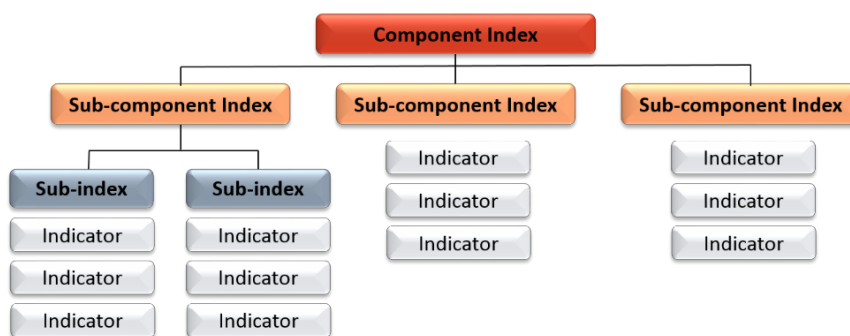 Component Index
Sub-component Index
Sub-component Index
Sub-component Index
Sub-index
Sub-index
Indicator
Indicator
Indicator
Indicator
Indicator
Indicator
Indicator
Indicator
Indicator
Indicator
Indicator
Indicator